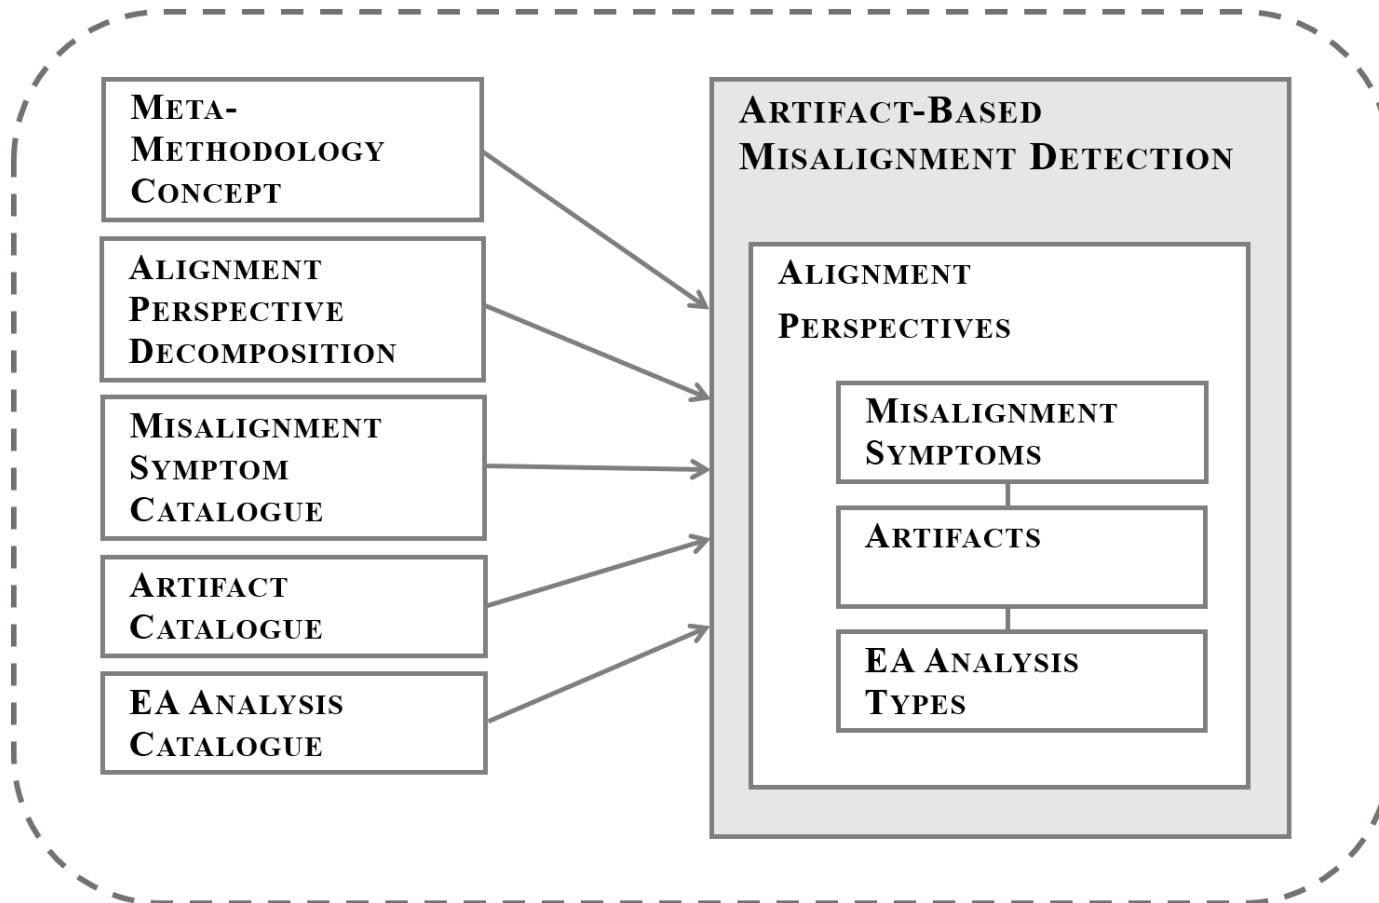 Meta-
Methodology
Concept
Alignment
Perspective
Decomposition
Misalignment
Symptom
Catalogue
Artifact
Catalogue
EA Analysis
Catalogue
Artifact-Based
Misalignment Detection
Alignment
Perspectives
Misalignment
Symptoms
Artifacts
EA Analysis
Types